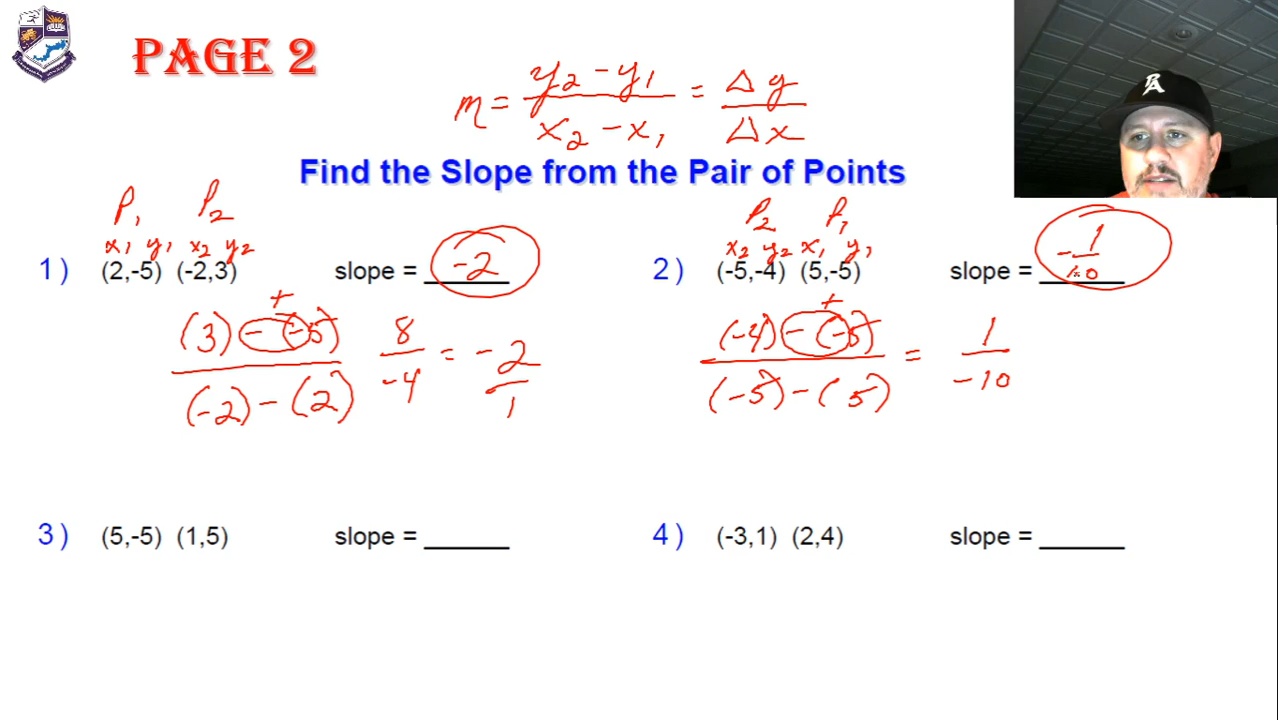 PAGE 2
m = y₂ - y₁ / x₂ - x₁ = Δy / Δx
Find the Slope from the Pair of Points
P₁ P₂
x₁ y₁ x₂ y₂
1) (2,-5) (-2,3) slope = -2
(3) - (-5) / (-2) - (2) 8 / -4 = -2 / 1
+
P₂ P₁
x₂ y₂ x₁ y₁
2) (-5,-4) (5,-5) slope = - 1 / 10
(-4) - (-5) / (-5) - (5) = 1 / -10
+
3) (5,-5) (1,5) slope = ______
4) (-3,1) (2,4) slope = ______